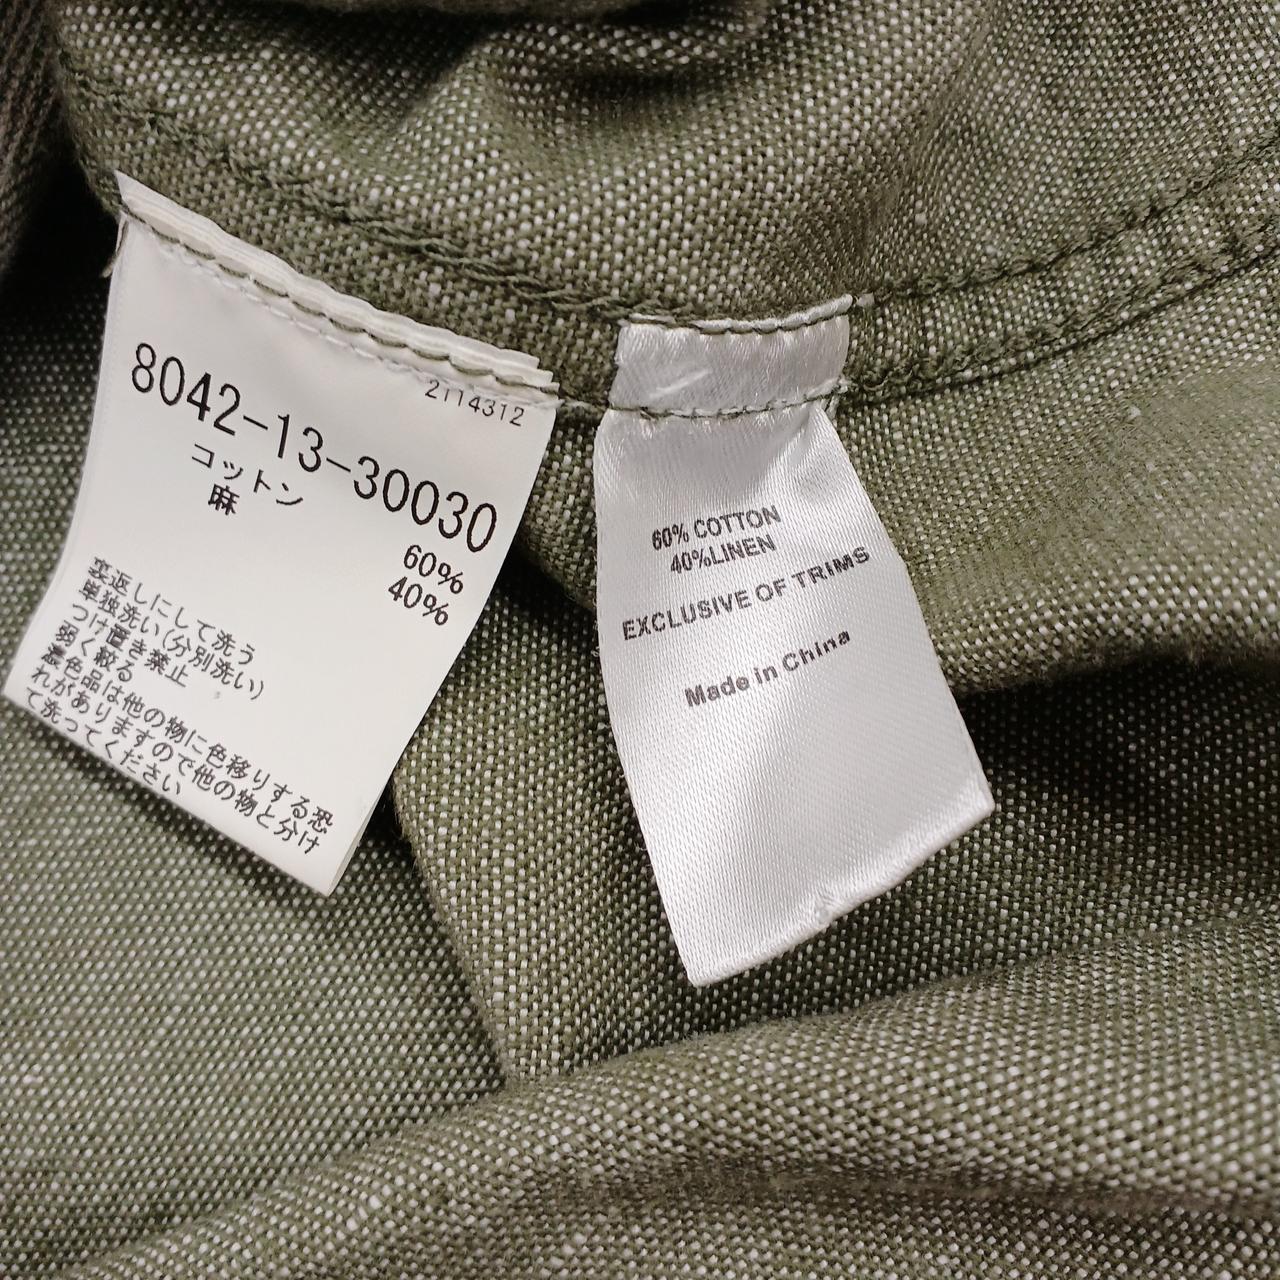 2114312
8042-13-30030
コットン 60%
麻 40%
裏返しにして洗う
単独洗い(分別洗い)
つけ置き禁止
弱く絞る
濃色品は他の物に色移りする恐
れがありますので他の物と分け
て洗ってください
60% COTTON
40%LINEN
EXCLUSIVE OF TRIMS
Made in China